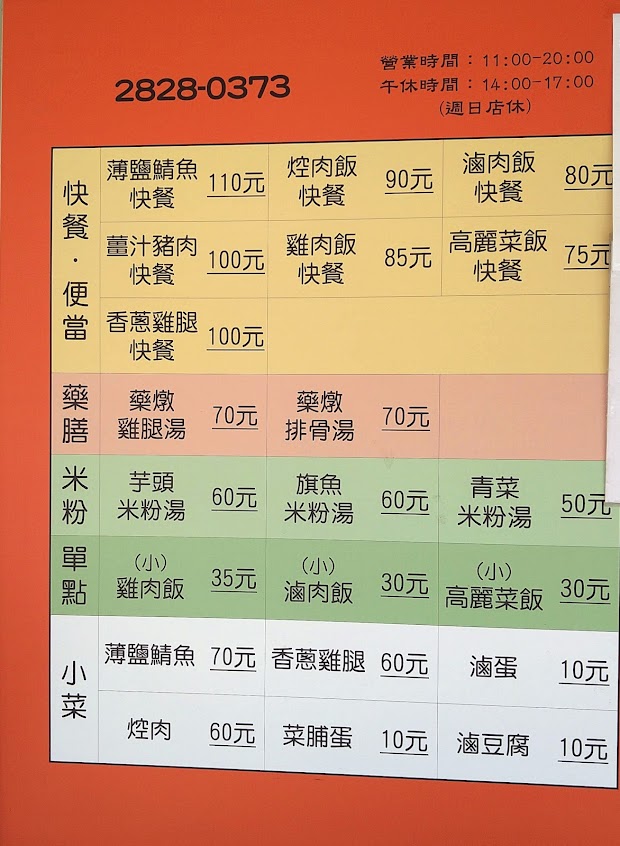 2828-0373
營業時間：11:00-20:00
午休時間：14:00-17:00
(週日店休)
快餐·便當
薄鹽鯖魚
快餐
110元
焢肉飯
快餐
90元
滷肉飯
快餐
80元
薑汁豬肉
快餐
100元
雞肉飯
快餐
85元
高麗菜飯
快餐
75元
香蔥雞腿
快餐
100元
藥膳
藥燉
雞腿湯
70元
藥燉
排骨湯
70元
米粉
芋頭
米粉湯
60元
旗魚
米粉湯
60元
青菜
米粉湯
50元
單點
(小)
雞肉飯
35元
(小)
滷肉飯
30元
(小)
高麗菜飯
30元
小菜
薄鹽鯖魚
70元
香蔥雞腿
60元
滷蛋
10元
焢肉
60元
菜脯蛋
10元
滷豆腐
10元